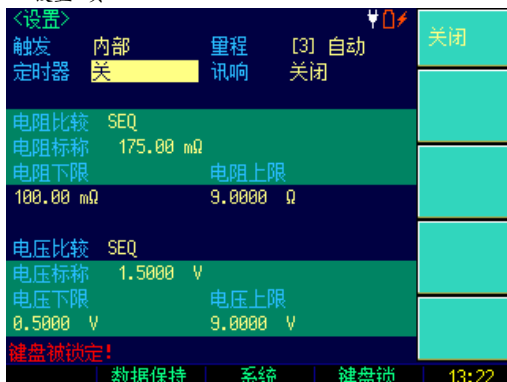 <设置>
关闭
触发 内部 量程 [3] 自动
定时器 关 讯响 关闭
电阻比较 SEQ
电阻标称 175.00 mΩ
电阻下限 电阻上限
100.00 mΩ 9.0000 Ω
电压比较 SEQ
电压标称 1.5000 V
电压下限 电压上限
0.5000 V 9.0000 V
键盘被锁定!
数据保持 系统 键盘锁 13:22